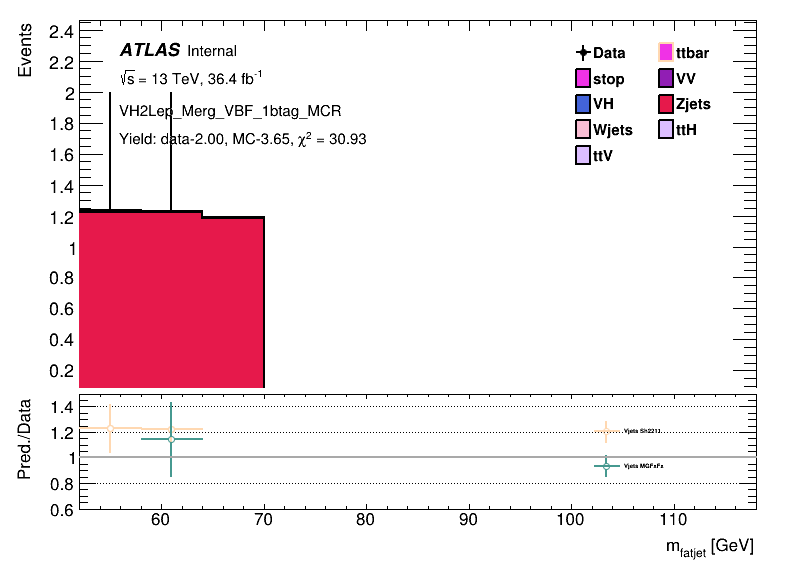 Events
2.4
2.2
2
1.8
1.6
1.4
1.2
1
0.8
0.6
0.4
0.2
ATLAS Internal
√s = 13 TeV, 36.4 fb⁻¹
VH2Lep_Merg_VBF_1btag_MCR
Yield: data-2.00, MC-3.65, χ² = 30.93
Data
ttbar
stop
VV
VH
Zjets
Wjets
ttH
ttV
Pred./Data
1.4
1.2
1
0.8
0.6
Vjets Sh2211
Vjets MGFxFx
60 70 80 90 100 110
m_fatjet [GeV]